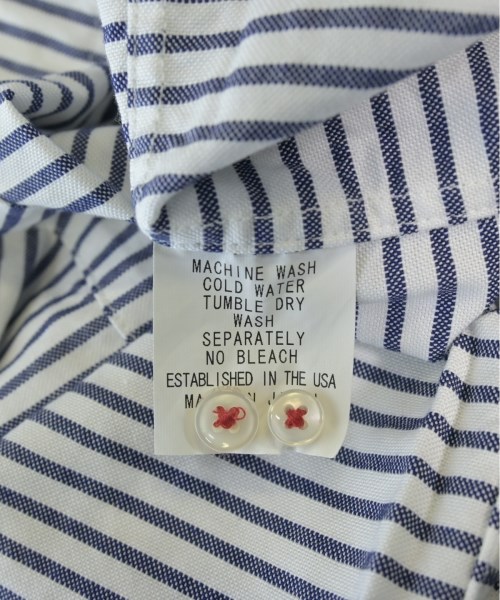 MACHINE WASH
COLD WATER
TUMBLE DRY
WASH
SEPARATELY
NO BLEACH
ESTABLISHED IN THE USA